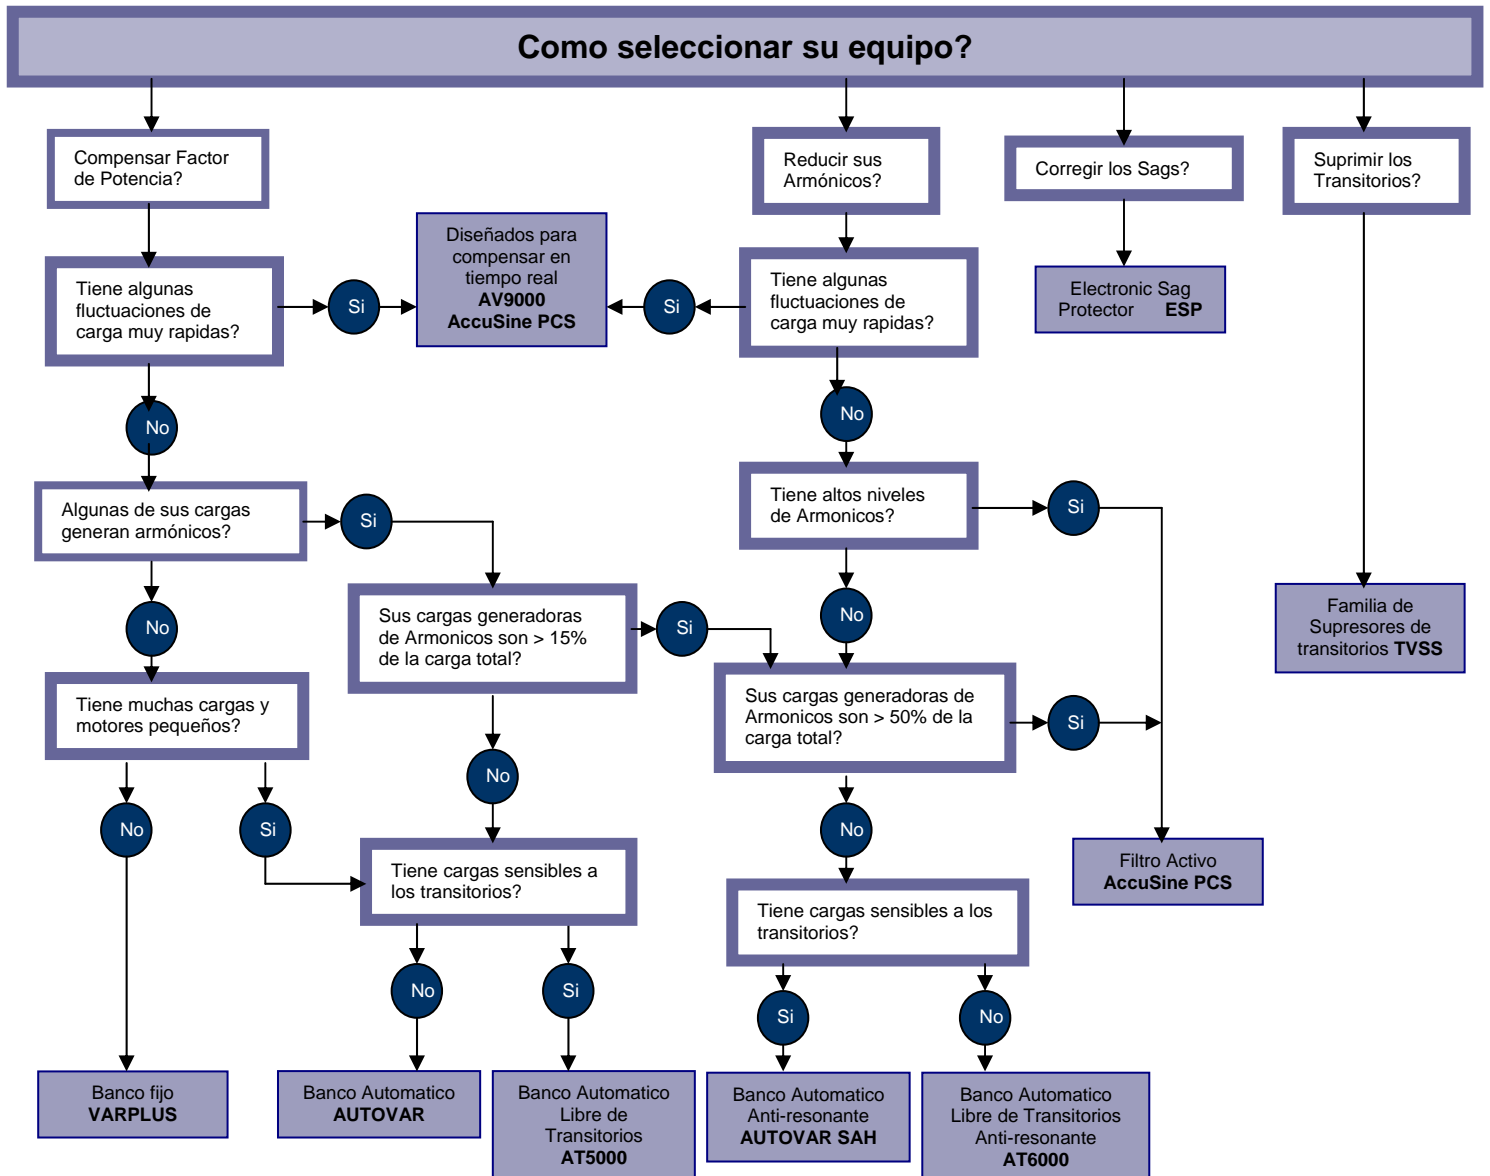 Como seleccionar su equipo?
Compensar Factor
de Potencia?
Reducir sus
Armónicos?
Corregir los Sags?
Suprimir los
Transitorios?
Tiene algunas
fluctuaciones de
carga muy rapidas?
Si
Diseñados para
compensar en
tiempo real
AV9000
AccuSine PCS
Si
Tiene algunas
fluctuaciones de
carga muy rapidas?
Electronic Sag
Protector ESP
No
No
Algunas de sus cargas
generan armónicos?
Si
Tiene altos niveles
de Armonicos?
Si
No
Sus cargas generadoras
de Armonicos son > 15%
de la carga total?
Si
No
Familia de
Supresores de
transitorios TVSS
Tiene muchas cargas y
motores pequeños?
Sus cargas generadoras de
Armonicos son > 50% de la
carga total?
Si
No
No
Si
No
Tiene cargas sensibles a
los transitorios?
Filtro Activo
AccuSine PCS
Tiene cargas sensibles a los
transitorios?
No
Si
Si
No
Banco fijo
VARPLUS
Banco Automatico
AUTOVAR
Banco Automatico
Libre de
Transitorios
AT5000
Banco Automatico
Anti-resonante
AUTOVAR SAH
Banco Automatico
Libre de Transitorios
Anti-resonante
AT6000